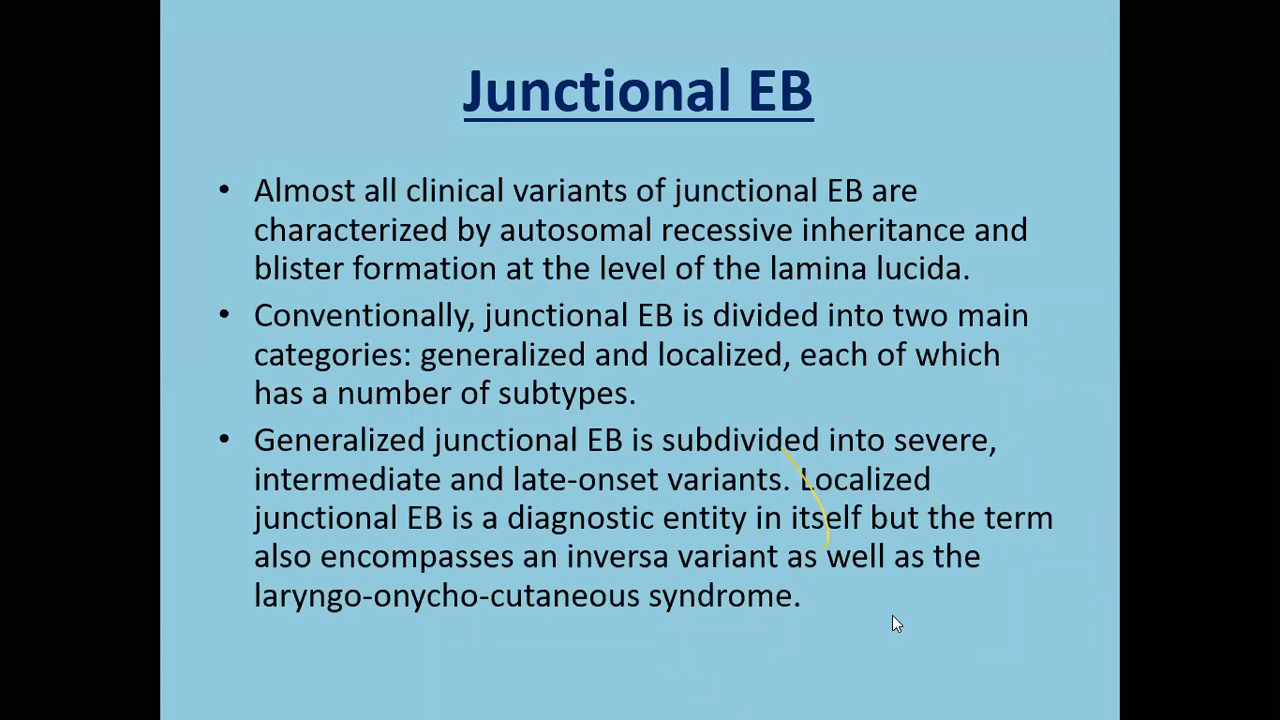 Junctional EB
• Almost all clinical variants of junctional EB are
characterized by autosomal recessive inheritance and
blister formation at the level of the lamina lucida.
• Conventionally, junctional EB is divided into two main
categories: generalized and localized, each of which
has a number of subtypes.
• Generalized junctional EB is subdivided into severe,
intermediate and late-onset variants. Localized
junctional EB is a diagnostic entity in itself but the term
also encompasses an inversa variant as well as the
laryngo-onycho-cutaneous syndrome.